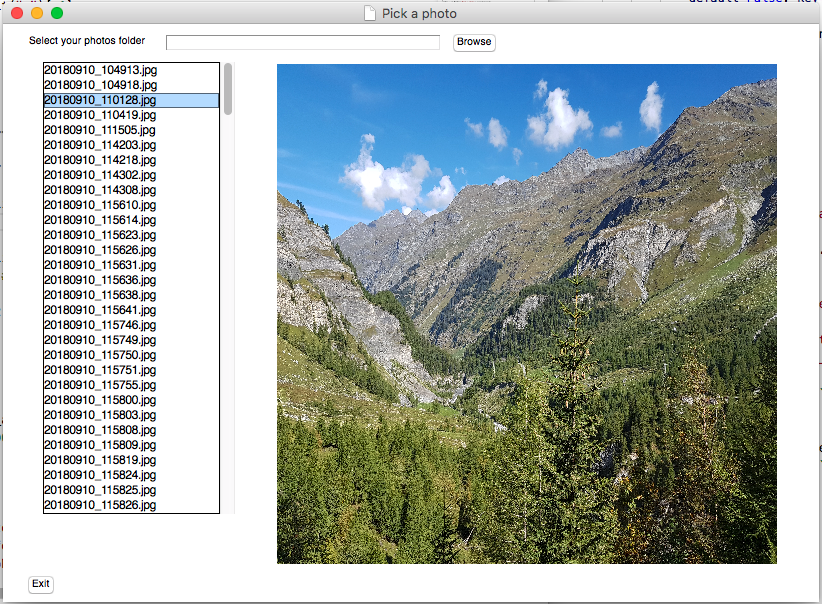 Pick a photo
Select your photos folder
Browse
20180910_104913.jpg
20180910_104918.jpg
20180910_110128.jpg
20180910_110419.jpg
20180910_111505.jpg
20180910_114203.jpg
20180910_114218.jpg
20180910_114302.jpg
20180910_114308.jpg
20180910_115610.jpg
20180910_115614.jpg
20180910_115623.jpg
20180910_115626.jpg
20180910_115631.jpg
20180910_115636.jpg
20180910_115638.jpg
20180910_115641.jpg
20180910_115746.jpg
20180910_115749.jpg
20180910_115750.jpg
20180910_115751.jpg
20180910_115755.jpg
20180910_115800.jpg
20180910_115803.jpg
20180910_115808.jpg
20180910_115809.jpg
20180910_115819.jpg
20180910_115824.jpg
20180910_115825.jpg
20180910_115826.jpg
Exit